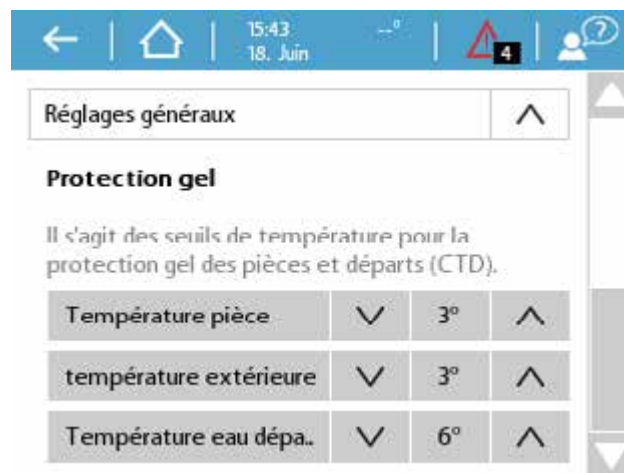 15:43
18. Juin
--°
4
?
Réglages généraux
Protection gel
Il s'agit des seuils de température pour la
protection gel des pièces et départs (CTD).
Température pièce 3°
température extérieure 3°
Température eau dépa.. 6°